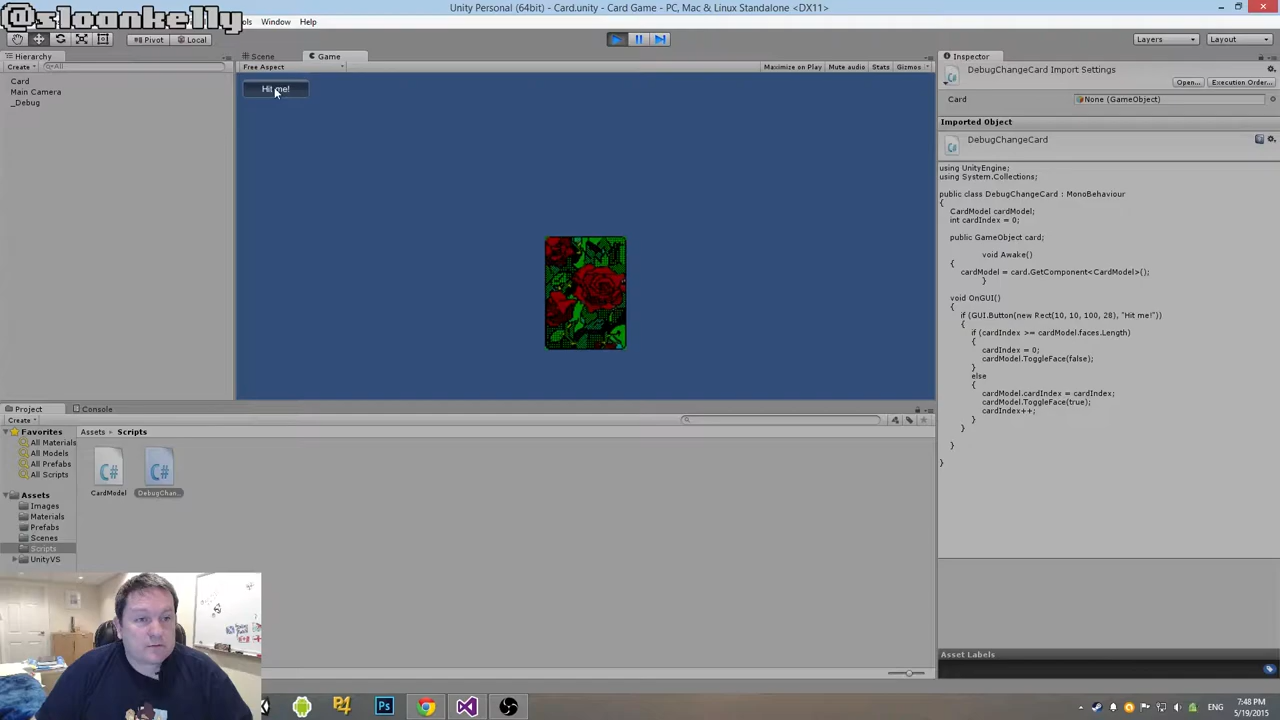 @sloankelly
Unity Personal (64bit) - Card.unity - Card Game - PC, Mac & Linux Standalone <DX11>
Window Help
Pivot Local
Layers Layout
Hierarchy
Create All
Card
Main Camera
_Debug
Scene Game
Free Aspect
Maximize on Play Mute audio Stats Gizmos
Hit me!
Inspector
DebugChangeCard Import Settings
Open... Execution Order...
Card None (GameObject)
Imported Object
DebugChangeCard
using UnityEngine;
using System.Collections;
public class DebugChangeCard : MonoBehaviour
{
CardModel cardModel;
int cardIndex = 0;
public GameObject card;
void Awake()
{
cardModel = card.GetComponent<CardModel>();
}
void OnGUI()
{
if (GUI.Button(new Rect(10, 10, 100, 28), "Hit me!"))
{
if (cardIndex >= cardModel.faces.Length)
{
cardIndex = 0;
cardModel.ToggleFace(false);
}
else
{
cardModel.cardIndex = cardIndex;
cardModel.ToggleFace(true);
cardIndex++;
}
}
}
}
Project Console
Create
Favorites
All Materials
All Models
All Prefabs
All Scripts
Assets
Images
Materials
Prefabs
Scenes
Scripts
UnityVS
Assets Scripts
C# C#
CardModel DebugChan...
Asset Labels
Ps
ENG
7:48 PM
5/19/2015